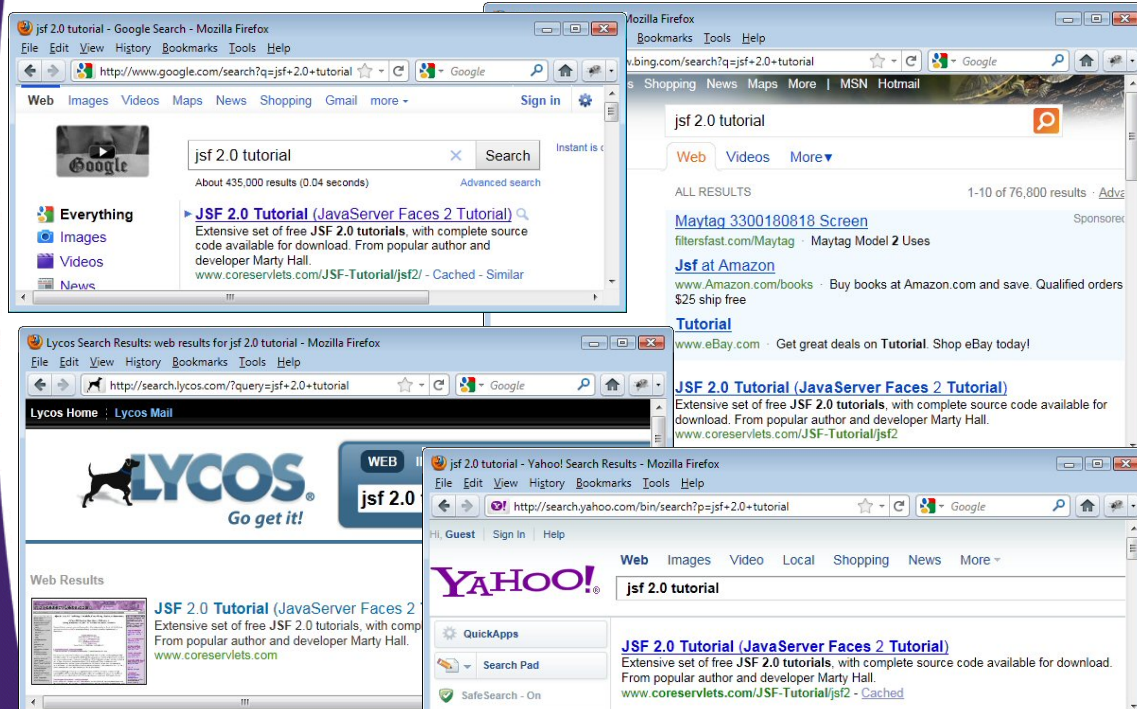 jsf 2.0 tutorial - Google Search - Mozilla Firefox
File Edit View History Bookmarks Tools Help
http://www.google.com/search?q=jsf+2.0+tutorial
Google
Web Images Videos Maps News Shopping Gmail more
Sign in
Google
jsf 2.0 tutorial
Search
Instant is
About 435,000 results (0.04 seconds)
Advanced search
Everything
Images
Videos
News
JSF 2.0 Tutorial (JavaServer Faces 2 Tutorial)
Extensive set of free JSF 2.0 tutorials, with complete source
code available for download. From popular author and
developer Marty Hall.
www.coreservlets.com/JSF-Tutorial/jsf2/ - Cached - Similar
Mozilla Firefox
Bookmarks Tools Help
w.bing.com/search?q=jsf+2.0+tutorial
Google
s Shopping News Maps More | MSN Hotmail
jsf 2.0 tutorial
Web Videos More▼
ALL RESULTS
1-10 of 76,800 results · Adva
Maytag 3300180818 Screen
Sponsored
filtersfast.com/Maytag · Maytag Model 2 Uses
Jsf at Amazon
www.Amazon.com/books · Buy books at Amazon.com and save. Qualified orders
$25 ship free
Tutorial
www.eBay.com · Get great deals on Tutorial. Shop eBay today!
JSF 2.0 Tutorial (JavaServer Faces 2 Tutorial)
Extensive set of free JSF 2.0 tutorials, with complete source code available for
download. From popular author and developer Marty Hall.
www.coreservlets.com/JSF-Tutorial/jsf2
Lycos Search Results: web results for jsf 2.0 tutorial - Mozilla Firefox
File Edit View History Bookmarks Tools Help
http://search.lycos.com/?query=jsf+2.0+tutorial
Google
Lycos Home Lycos Mail
LYCOS®
Go get it!
WEB
jsf 2.0
Web Results
JSF 2.0 Tutorial (JavaServer Faces 2
Extensive set of free JSF 2.0 tutorials, with comp
From popular author and developer Marty Hall.
www.coreservlets.com
jsf 2.0 tutorial - Yahoo! Search Results - Mozilla Firefox
File Edit View History Bookmarks Tools Help
http://search.yahoo.com/bin/search?p=jsf+2.0+tutorial
Google
Hi, Guest Sign In Help
YAHOO!®
Web Images Video Local Shopping News More
jsf 2.0 tutorial
QuickApps
Search Pad
SafeSearch - On
JSF 2.0 Tutorial (JavaServer Faces 2 Tutorial)
Extensive set of free JSF 2.0 tutorials, with complete source code available for download.
From popular author and developer Marty Hall.
www.coreservlets.com/JSF-Tutorial/jsf2 - Cached